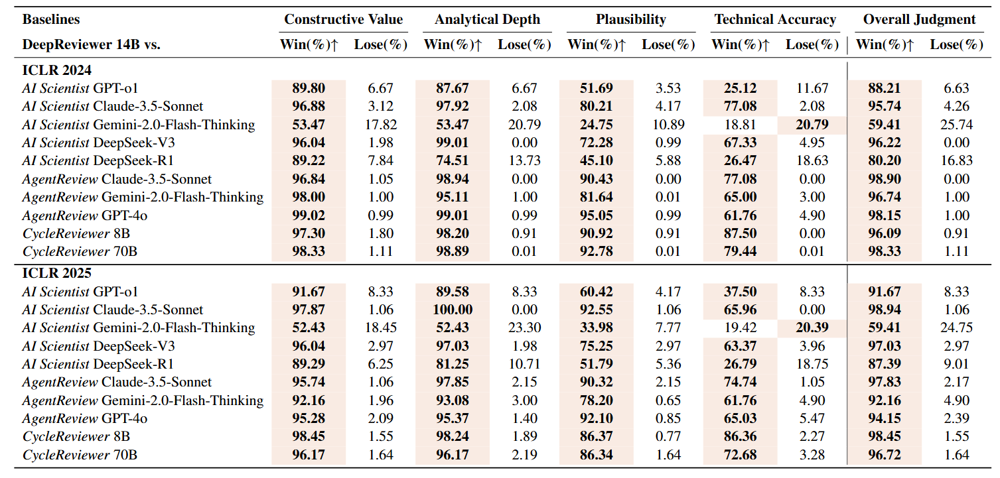 Baselines Constructive Value Analytical Depth Plausibility Technical Accuracy Overall Judgment
DeepReviewer 14B vs. Win(%)↑ Lose(%) Win(%)↑ Lose(%) Win(%)↑ Lose(%) Win(%)↑ Lose(%) Win(%)↑ Lose(%)
ICLR 2024
AI Scientist GPT-o1 89.80 6.67 87.67 6.67 51.69 3.53 25.12 11.67 88.21 6.63
AI Scientist Claude-3.5-Sonnet 96.88 3.12 97.92 2.08 80.21 4.17 77.08 2.08 95.74 4.26
AI Scientist Gemini-2.0-Flash-Thinking 53.47 17.82 53.47 20.79 24.75 10.89 18.81 20.79 59.41 25.74
AI Scientist DeepSeek-V3 96.04 1.98 99.01 0.00 72.28 0.99 67.33 4.95 96.22 0.00
AI Scientist DeepSeek-R1 89.22 7.84 74.51 13.73 45.10 5.88 26.47 18.63 80.20 16.83
AgentReview Claude-3.5-Sonnet 96.84 1.05 98.94 0.00 90.43 0.00 77.08 0.00 98.90 0.00
AgentReview Gemini-2.0-Flash-Thinking 98.00 1.00 95.11 1.00 81.64 0.01 65.00 3.00 96.74 1.00
AgentReview GPT-4o 99.02 0.99 99.01 0.99 95.05 0.99 61.76 4.90 98.15 1.00
CycleReviewer 8B 97.30 1.80 98.20 0.91 90.92 0.91 87.50 0.00 96.09 0.91
CycleReviewer 70B 98.33 1.11 98.89 0.01 92.78 0.01 79.44 0.01 98.33 1.11
ICLR 2025
AI Scientist GPT-o1 91.67 8.33 89.58 8.33 60.42 4.17 37.50 8.33 91.67 8.33
AI Scientist Claude-3.5-Sonnet 97.87 1.06 100.00 0.00 92.55 1.06 65.96 0.00 98.94 1.06
AI Scientist Gemini-2.0-Flash-Thinking 52.43 18.45 52.43 23.30 33.98 7.77 19.42 20.39 59.41 24.75
AI Scientist DeepSeek-V3 96.04 2.97 97.03 1.98 75.25 2.97 63.37 3.96 97.03 2.97
AI Scientist DeepSeek-R1 89.29 6.25 81.25 10.71 51.79 5.36 26.79 18.75 87.39 9.01
AgentReview Claude-3.5-Sonnet 95.74 1.06 97.85 2.15 90.32 2.15 74.74 1.05 97.83 2.17
AgentReview Gemini-2.0-Flash-Thinking 92.16 1.96 93.08 3.00 78.20 0.65 61.76 4.90 92.16 4.90
AgentReview GPT-4o 95.28 2.09 95.37 1.40 92.10 0.85 65.03 5.47 94.15 2.39
CycleReviewer 8B 98.45 1.55 98.24 1.89 86.37 0.77 86.36 2.27 98.45 1.55
CycleReviewer 70B 96.17 1.64 96.17 2.19 86.34 1.64 72.68 3.28 96.72 1.64